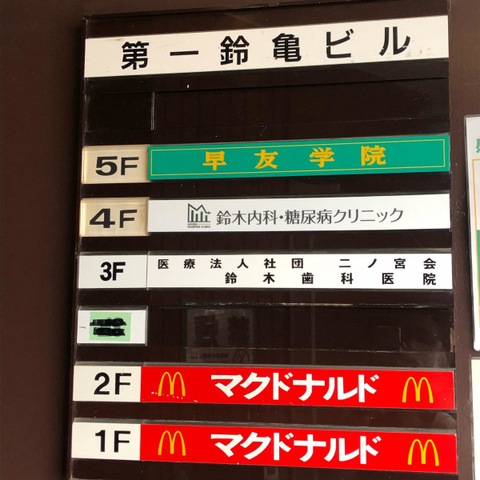 第一鈴亀ビル
5F 早友学院
4F 鈴木内科・糖尿病クリニック
3F 医療法人社団 二ノ宮会
鈴木歯科医院
2F マクドナルド
1F マクドナルド